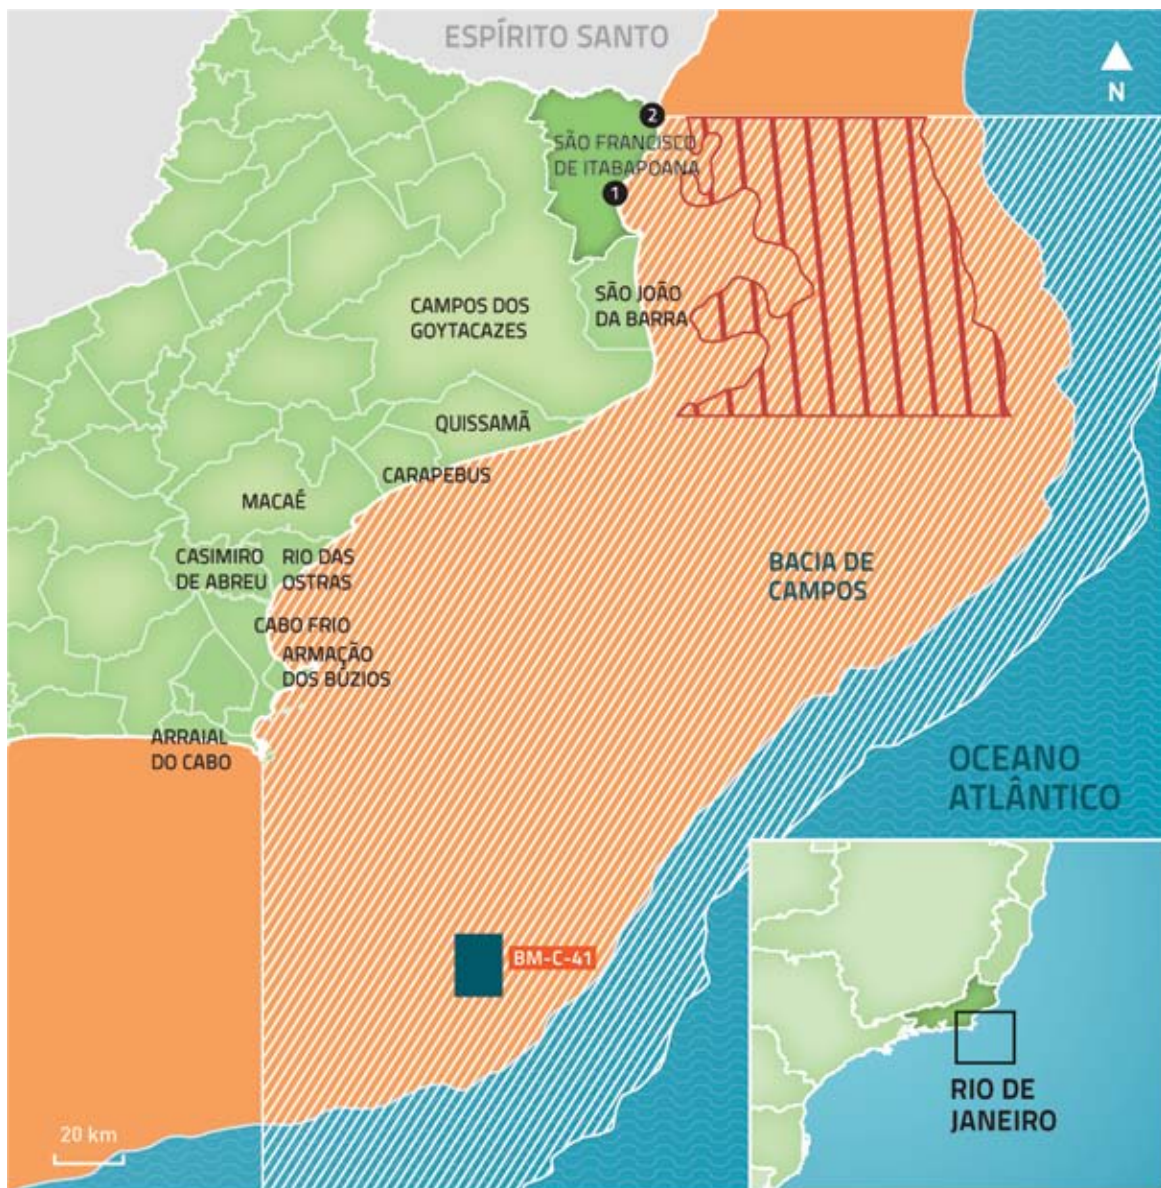 ESPÍRITO SANTO
N
2
SÃO FRANCISCO
DE ITABAPOANA
1
SÃO JOÃO
DA BARRA
CAMPOS DOS
GOYTACAZES
QUISSAMÃ
CARAPEBUS
MACAÉ
CASIMIRO
DE ABREU
RIO DAS
OSTRAS
BACIA DE
CAMPOS
CABO FRIO
ARMAÇÃO
DOS BÚZIOS
ARRAIAL
DO CABO
OCEANO
ATLÂNTICO
BM-C-41
RIO DE
JANEIRO
20 km